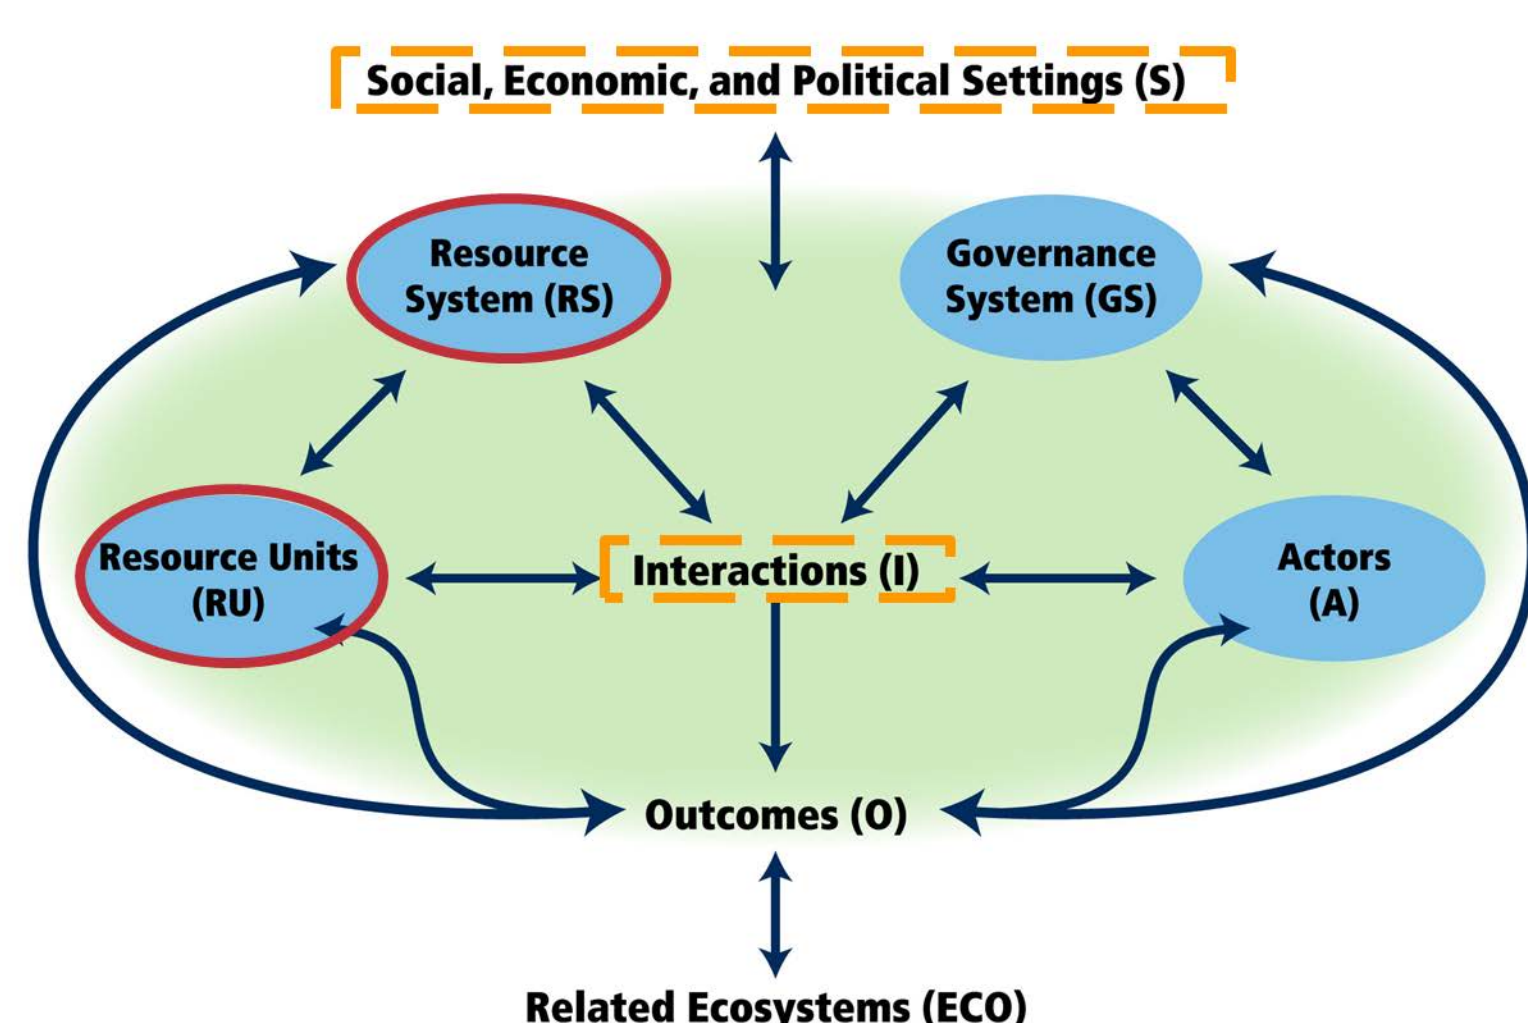 Social, Economic, and Political Settings (S)
Resource
System (RS)
Governance
System (GS)
Resource Units
(RU)
Interactions (I)
Actors
(A)
Outcomes (O)
Related Ecosystems (ECO)